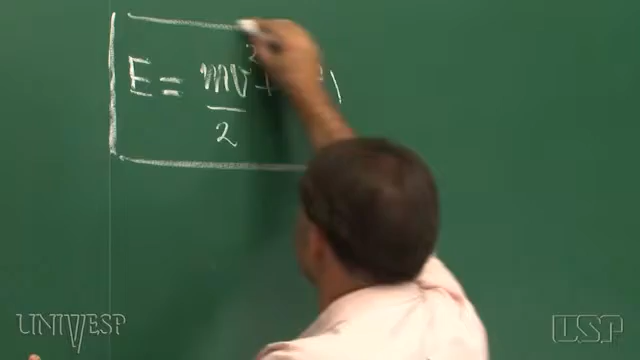 E = mv²/2 +
UNIVESP
USP